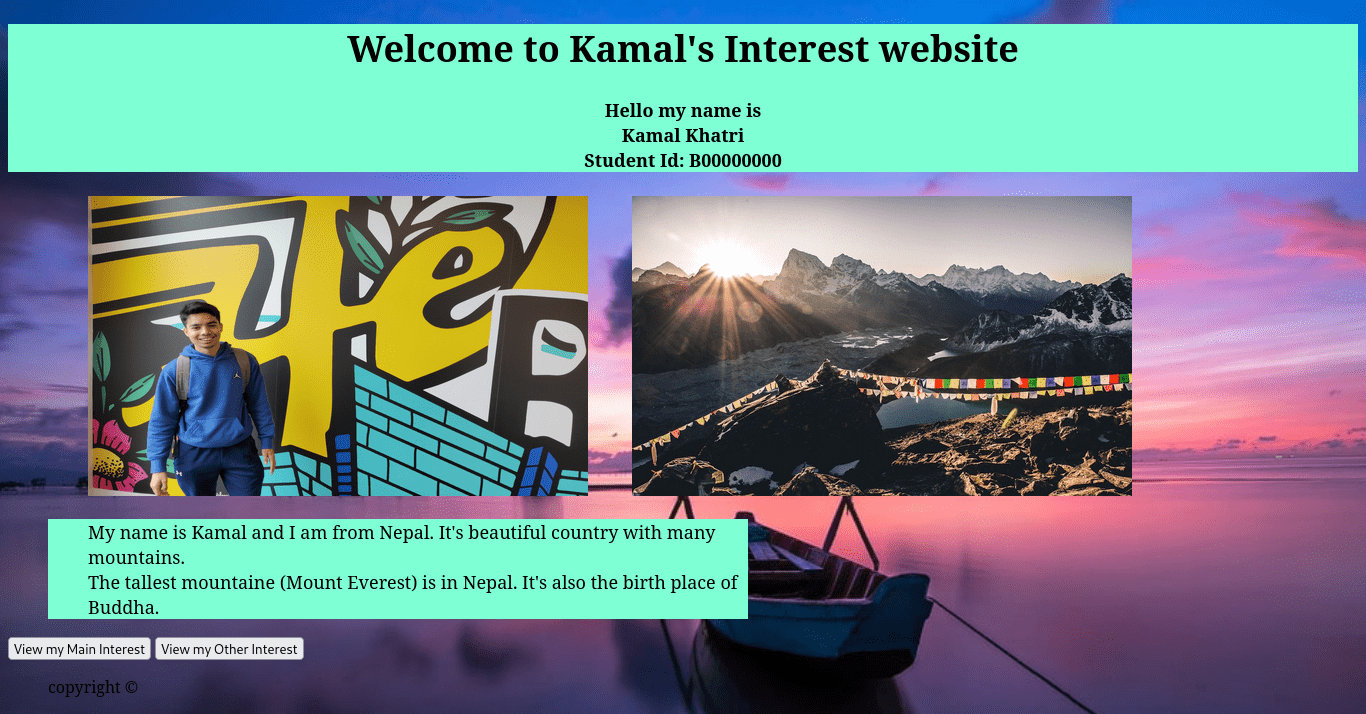 Welcome to Kamal's Interest website
Hello my name is
Kamal Khatri
Student Id: B00000000
My name is Kamal and I am from Nepal. It's beautiful country with many
mountains.
The tallest mountaine (Mount Everest) is in Nepal. It's also the birth place of
Buddha.
View my Main Interest View my Other Interest
copyright ©